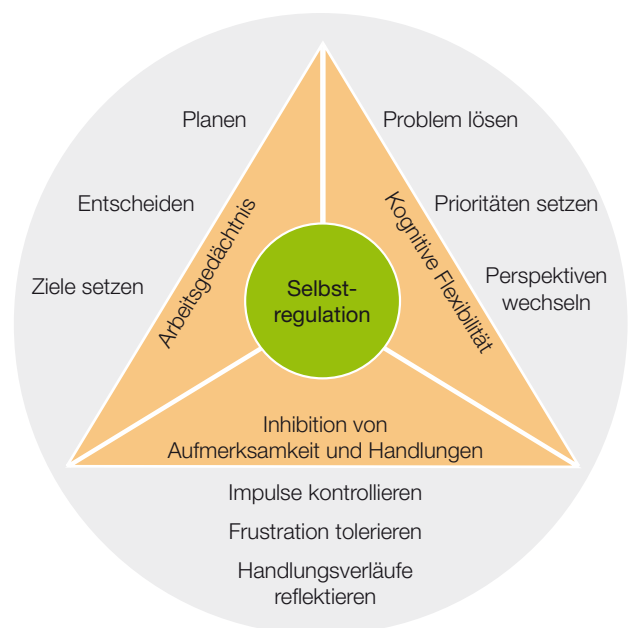 Planen
Problem lösen
Entscheiden
Prioritäten setzen
Ziele setzen
Perspektiven
wechseln
Arbeitsgedächtnis
Kognitive Flexibilität
Selbst-
regulation
Inhibition von
Aufmerksamkeit und Handlungen
Impulse kontrollieren
Frustration tolerieren
Handlungsverläufe
reflektieren